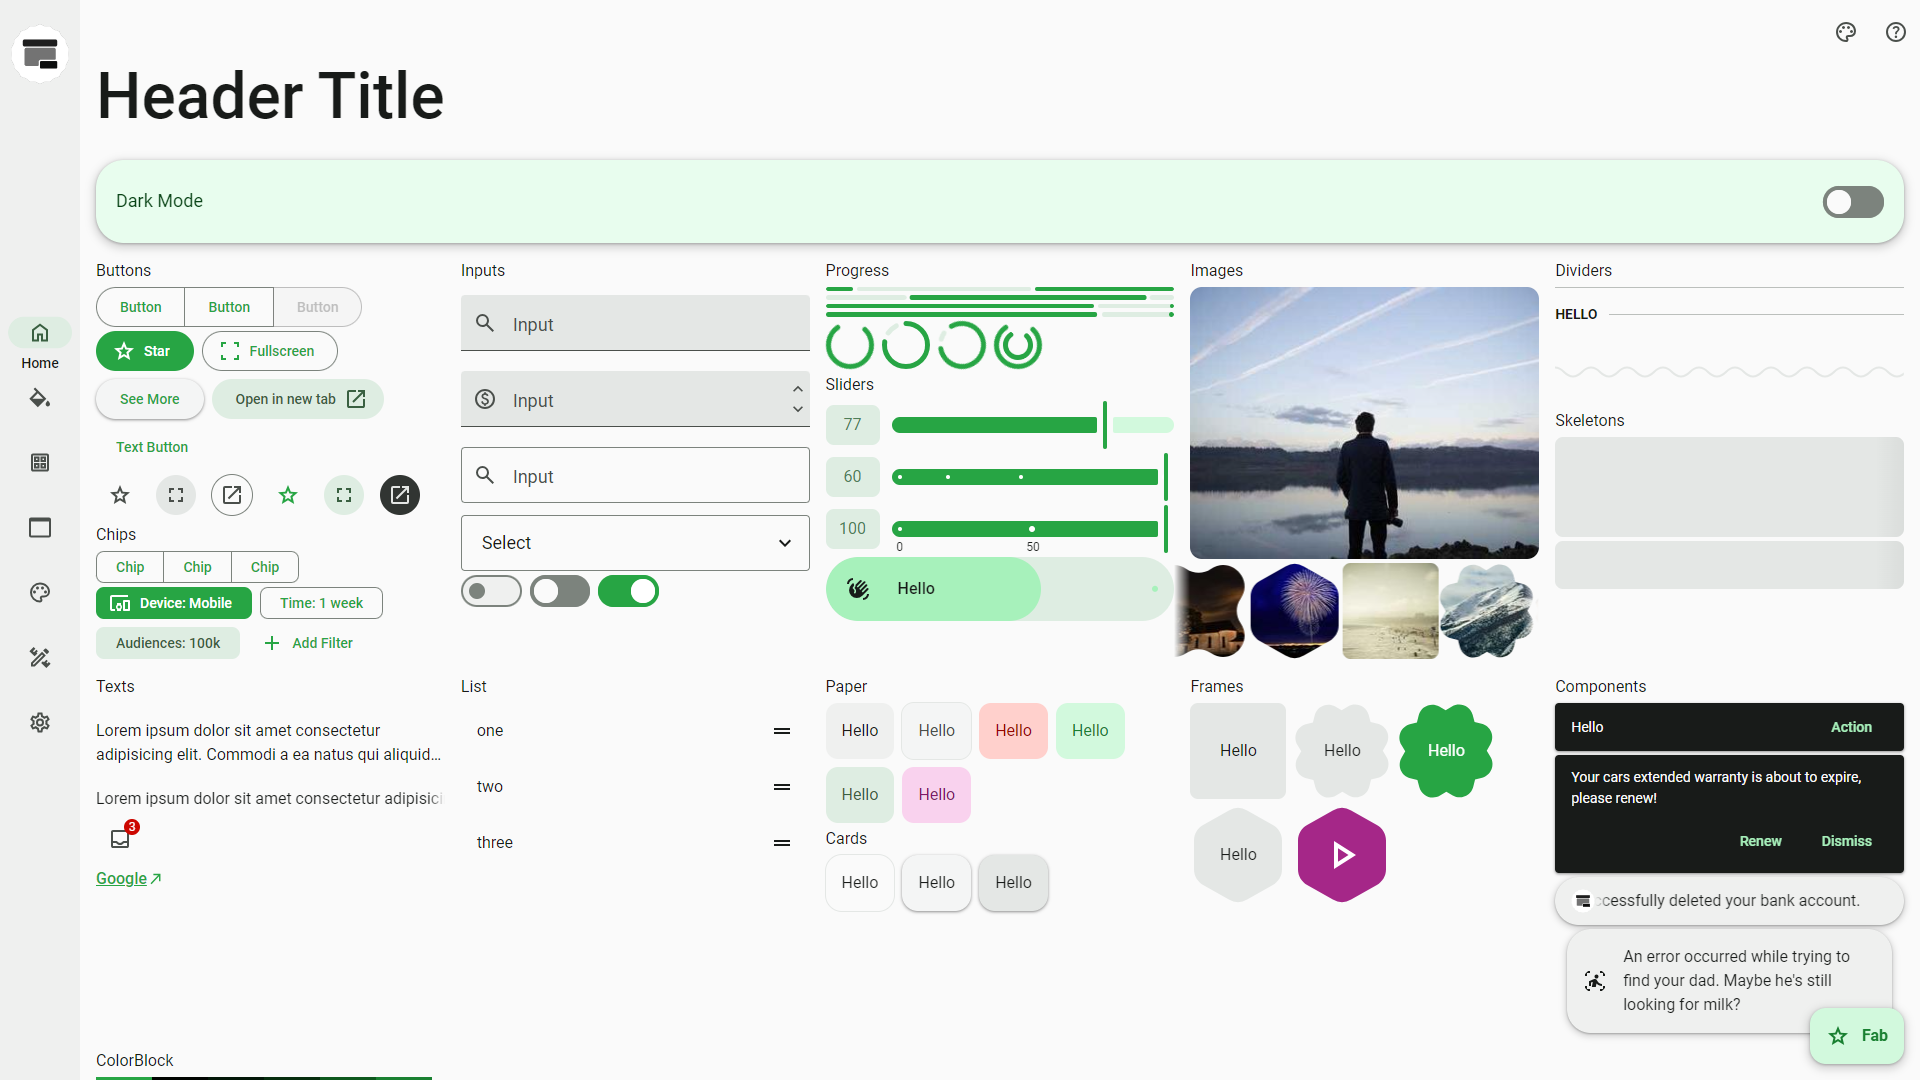 Header Title
Dark Mode
Home
Buttons
Button
Button
Button
Star
Fullscreen
See More
Open in new tab
Text Button
Chips
Chip
Chip
Chip
Device: Mobile
Time: 1 week
Audiences: 100k
Add Filter
Inputs
Input
Input
Input
Select
Progress
Sliders
77
60
100
0
50
Hello
Images
Dividers
HELLO
Skeletons
Texts
Lorem ipsum dolor sit amet consectetur
adipisicing elit. Commodi a ea natus qui aliquid…
Lorem ipsum dolor sit amet consectetur adipisici
3
Google
List
one
two
three
Paper
Hello
Hello
Hello
Hello
Hello
Hello
Cards
Hello
Hello
Hello
Frames
Hello
Hello
Hello
Hello
Components
Hello
Action
Your cars extended warranty is about to expire,
please renew!
Renew
Dismiss
ccessfully deleted your bank account.
An error occurred while trying to
find your dad. Maybe he's still
looking for milk?
Fab
ColorBlock